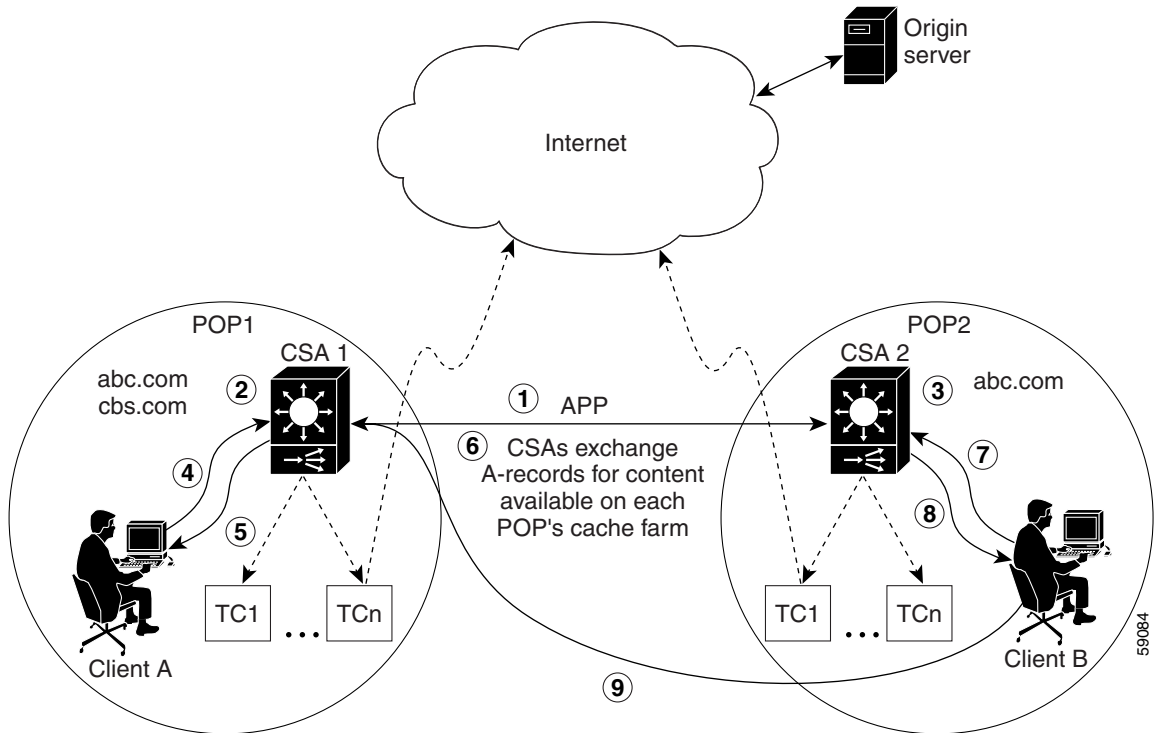 Origin
server
Internet
POP1
POP2
CSA 1
CSA 2
abc.com
cbs.com
2
1
APP
3
abc.com
6
CSAs exchange
A-records for content
available on each
POP's cache farm
4
7
5
8
TC1
...
TCn
TC1
...
TCn
Client A
Client B
9
59084